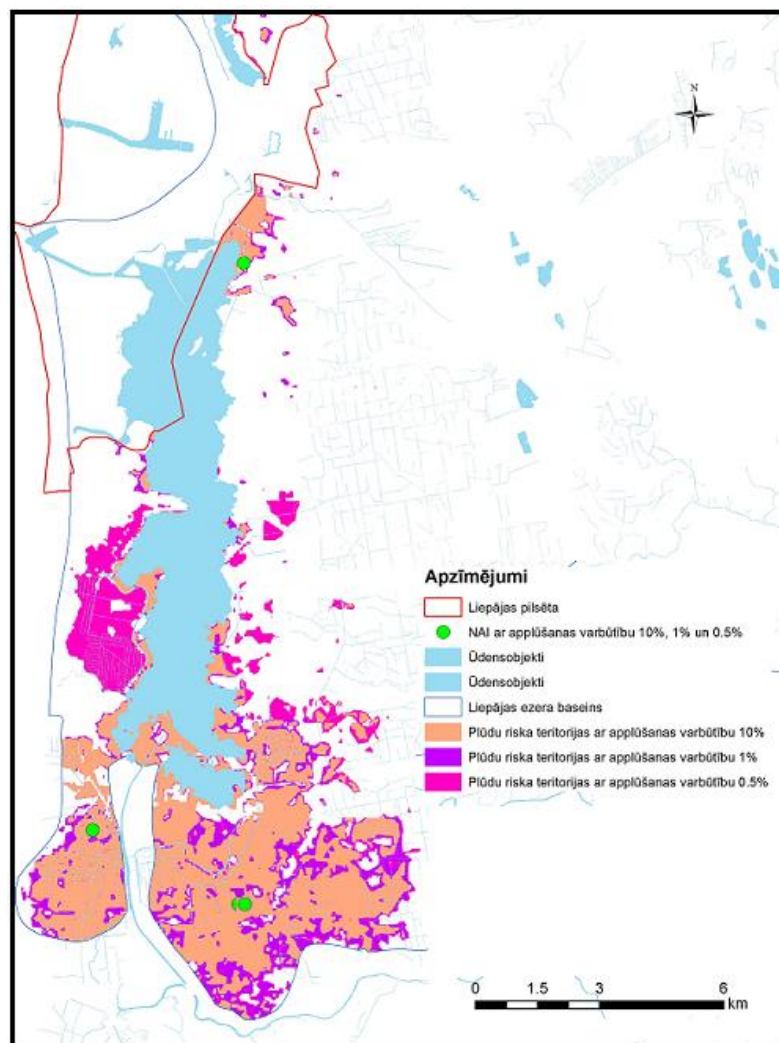 N
Apzīmējumi
Liepājas pilsēta
NAI ar applūšanas varbūtību 10%, 1% un 0.5%
Ūdensobjekti
Ūdensobjekti
Liepājas ezera baseins
Plūdu riska teritorijas ar applūšanas varbūtību 10%
Plūdu riska teritorijas ar applūšanas varbūtību 1%
Plūdu riska teritorijas ar applūšanas varbūtību 0.5%
0 1.5 3 6
km